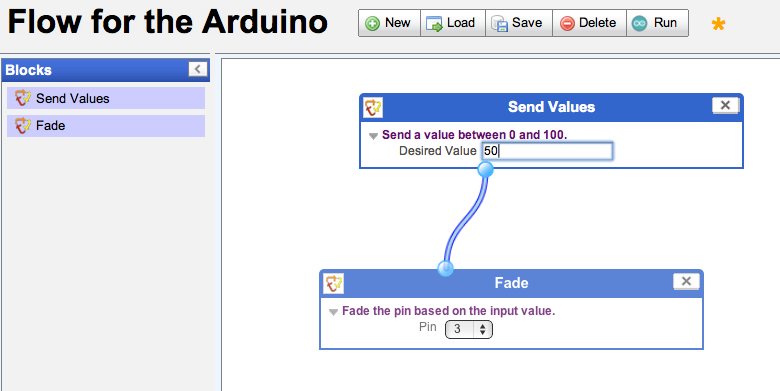 Flow for the Arduino
New Load Save Delete Run *
Blocks <
Send Values
Fade
Send Values X
Send a value between 0 and 100.
Desired Value 50
Fade X
Fade the pin based on the input value.
Pin 3